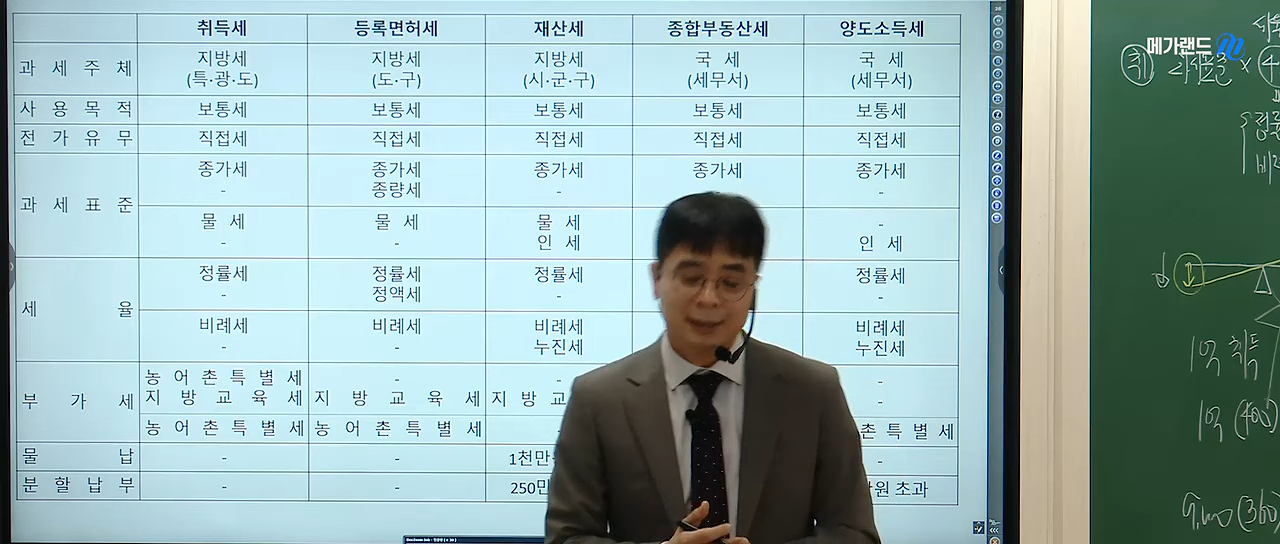 취득세 등록면허세 재산세 종합부동산세 양도소득세
과 세 주 체 지방세 지방세 지방세 국 세 국 세
(특·광·도) (도·구) (시·군·구) (세무서) (세무서)
사 용 목 적 보통세 보통세 보통세 보통세 보통세
전 가 유 무 직접세 직접세 직접세 직접세 직접세
과 세 표 준 종가세 종가세 종가세 종가세 종가세
- 종량세 - -
물 세 물 세 물 세 -
- - 인 세 인 세
세 율 정률세 정률세 정률세 정률세
- 정액세 - -
비례세 비례세 비례세 비례세
- - 누진세 누진세
부 가 세 농 어 촌 특 별 세 - - -
지 방 교 육 세 지 방 교 육 세 지 방 교 -
농 어 촌 특 별 세 농 어 촌 특 별 세 촌 특 별 세
물 납 - - 1천만 -
분 할 납 부 - - 250만 원 초과
메가랜드
1억 취득
1억 (400)
(360)